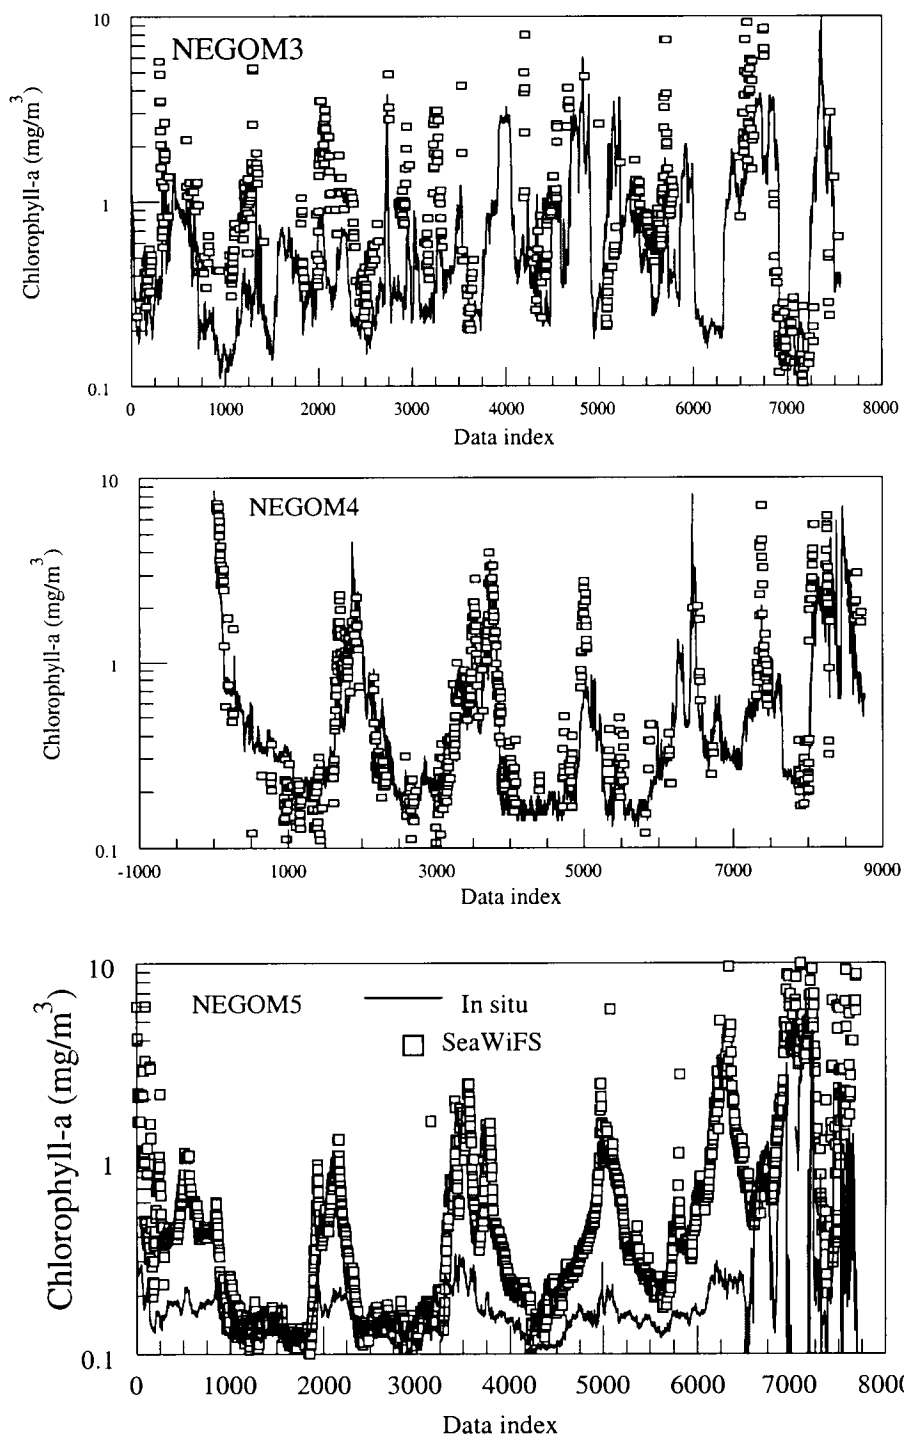 10
NEGOM3
1
0.1
Chlorophyll-a (mg/m3)
0 1000 2000 3000 4000 5000 6000 7000 8000
Data index
10
NEGOM4
1
0.1
Chlorophyll-a (mg/m3)
-1000 1000 3000 5000 7000 9000
Data index
10
NEGOM5 In situ
SeaWiFS
1
0.1
Chlorophyll-a (mg/m3)
0 1000 2000 3000 4000 5000 6000 7000 800
Data index